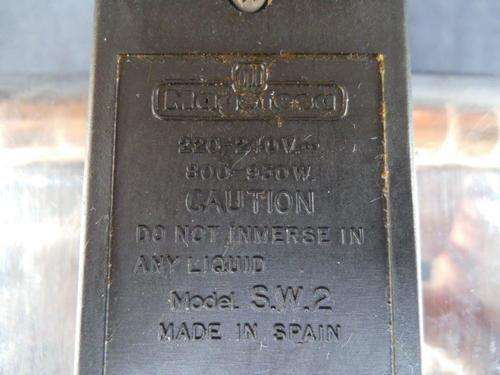 220-240V.~
800-950W.
CAUTION
DO NOT INMERSE IN
ANY LIQUID
Model S.W.2
MADE IN SPAIN